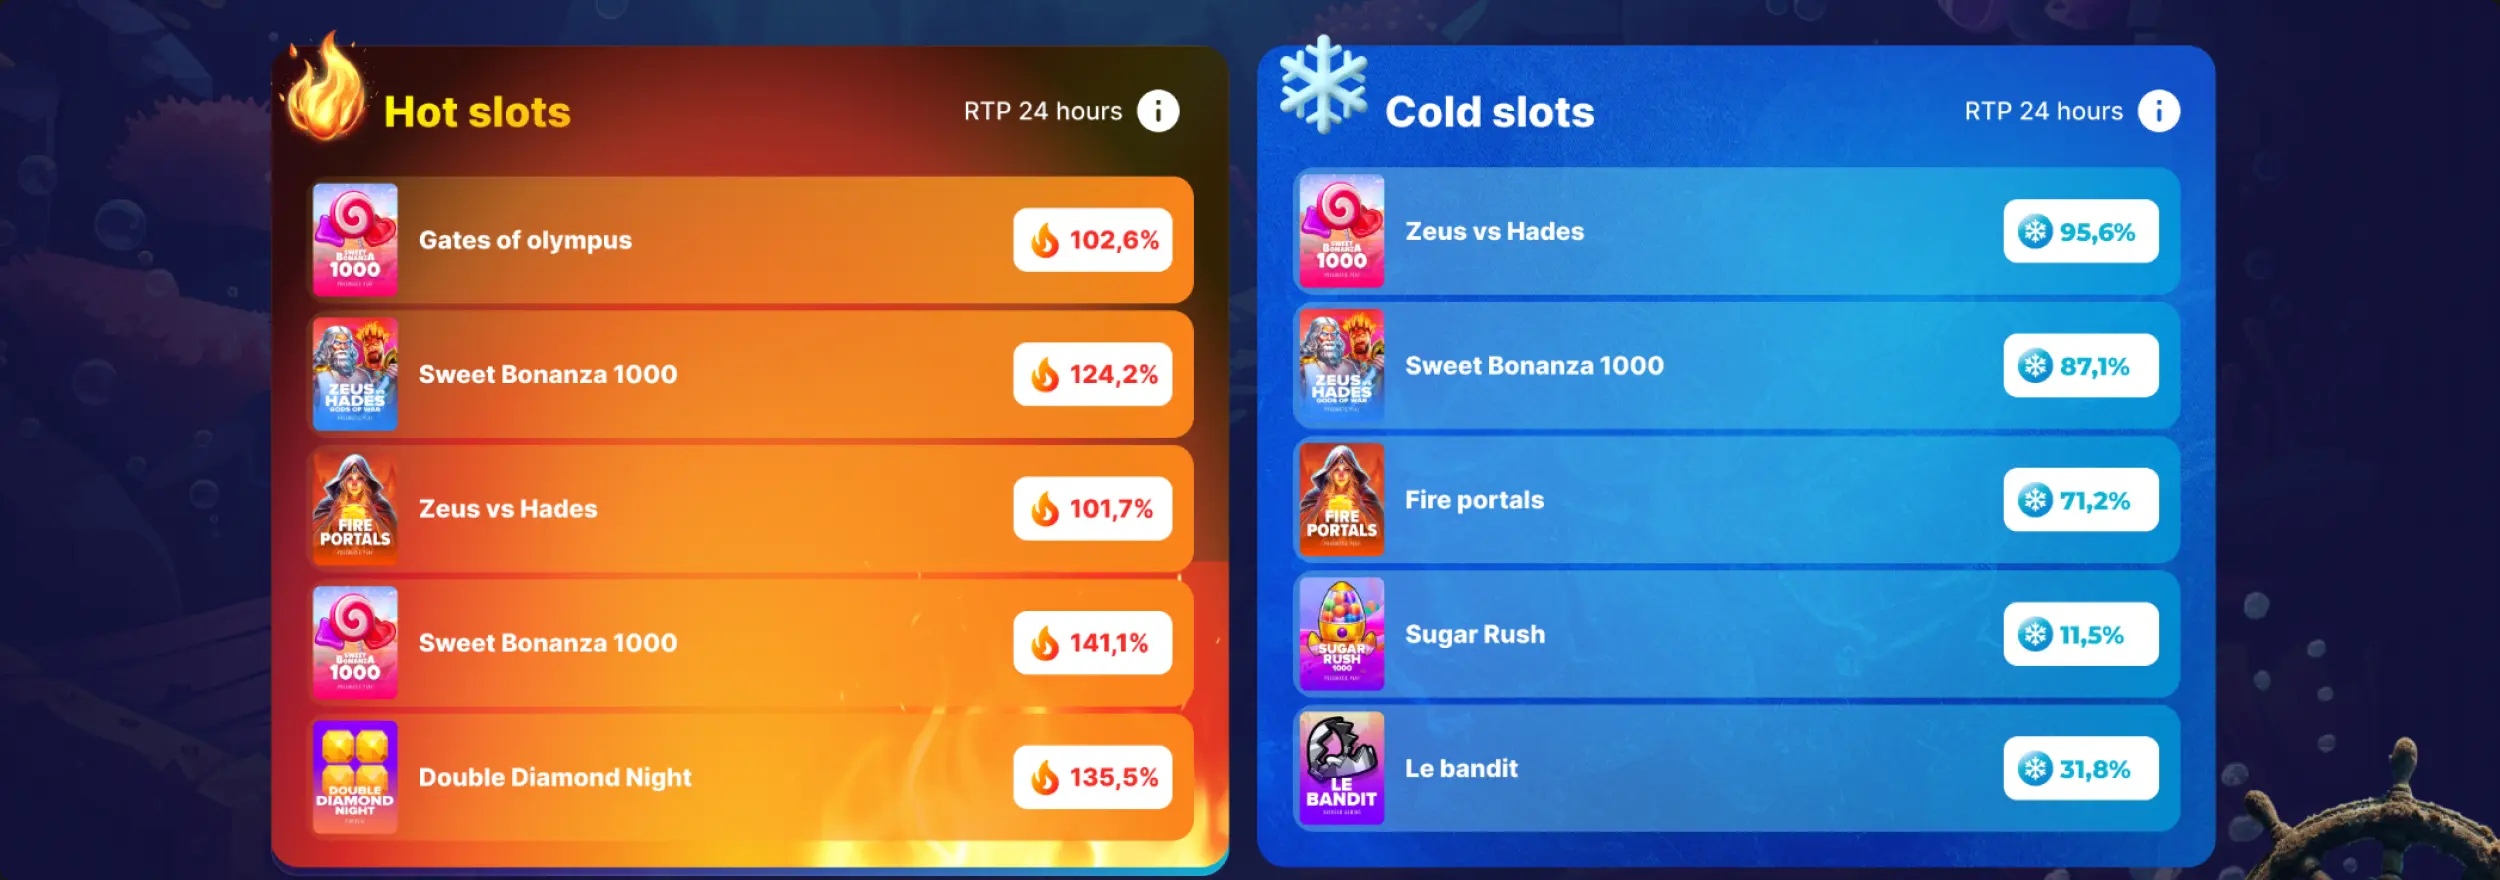 Hot slots
RTP 24 hours
SWEET
BONANZA
1000
Gates of olympus
102,6%
ZEUS vs
HADES
GODS OF WAR
Sweet Bonanza 1000
124,2%
FIRE
PORTALS
Zeus vs Hades
101,7%
SWEET
BONANZA
1000
Sweet Bonanza 1000
141,1%
DOUBLE
DIAMOND
NIGHT
Double Diamond Night
135,5%
Cold slots
RTP 24 hours
SWEET
BONANZA
1000
Zeus vs Hades
95,6%
ZEUS vs
HADES
GODS OF WAR
Sweet Bonanza 1000
87,1%
FIRE
PORTALS
Fire portals
71,2%
SUGAR
RUSH
1000
Sugar Rush
11,5%
LE
BANDIT
Le bandit
31,8%